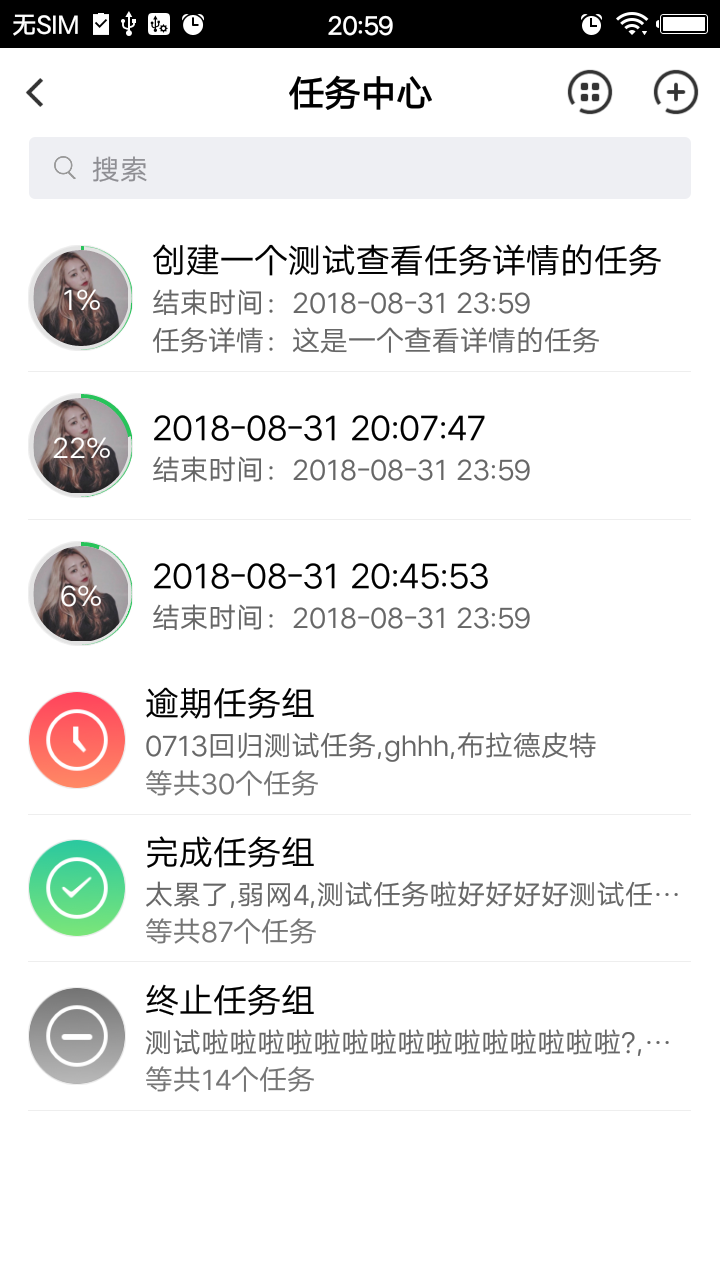 无SIM 20:59
任务中心
搜索
创建一个测试查看任务详情的任务
1%
结束时间：2018-08-31 23:59
任务详情：这是一个查看详情的任务
2018-08-31 20:07:47
22%
结束时间：2018-08-31 23:59
2018-08-31 20:45:53
6%
结束时间：2018-08-31 23:59
逾期任务组
0713回归测试任务,ghhh,布拉德皮特
等共30个任务
完成任务组
太累了,弱网4,测试任务啦好好好好测试任…
等共87个任务
终止任务组
测试啦啦啦啦啦啦啦啦啦啦啦啦啦啦啦?,…
等共14个任务